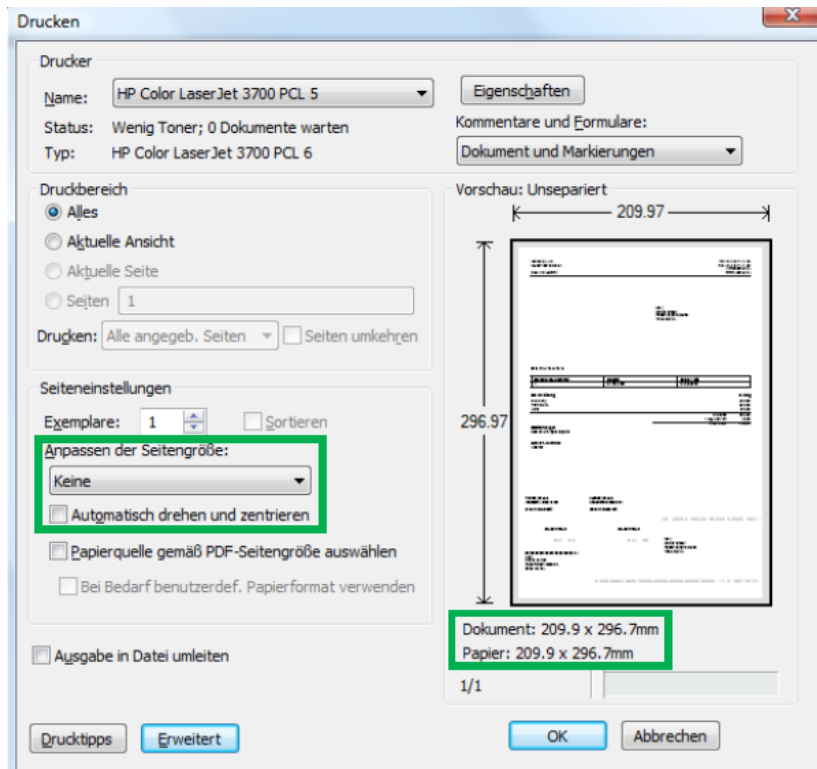 Drucken
Drucker
Name: HP Color LaserJet 3700 PCL 5
Eigenschaften
Status: Wenig Toner; 0 Dokumente warten
Kommentare und Formulare:
Typ: HP Color LaserJet 3700 PCL 6
Dokument und Markierungen
Druckbereich
Alles
Aktuelle Ansicht
Aktuelle Seite
Seiten 1
Drucken: Alle angegeb. Seiten Seiten umkehren
Seiteneinstellungen
Exemplare: 1 Sortieren
Anpassen der Seitengröße:
Keine
Automatisch drehen und zentrieren
Papierquelle gemäß PDF-Seitengröße auswählen
Bei Bedarf benutzerdef. Papierformat verwenden
Ausgabe in Datei umleiten
Vorschau: Unsepariert
209.97
296.97
Dokument: 209.9 x 296.7mm
Papier: 209.9 x 296.7mm
1/1
Drucktipps
Erweitert
OK
Abbrechen